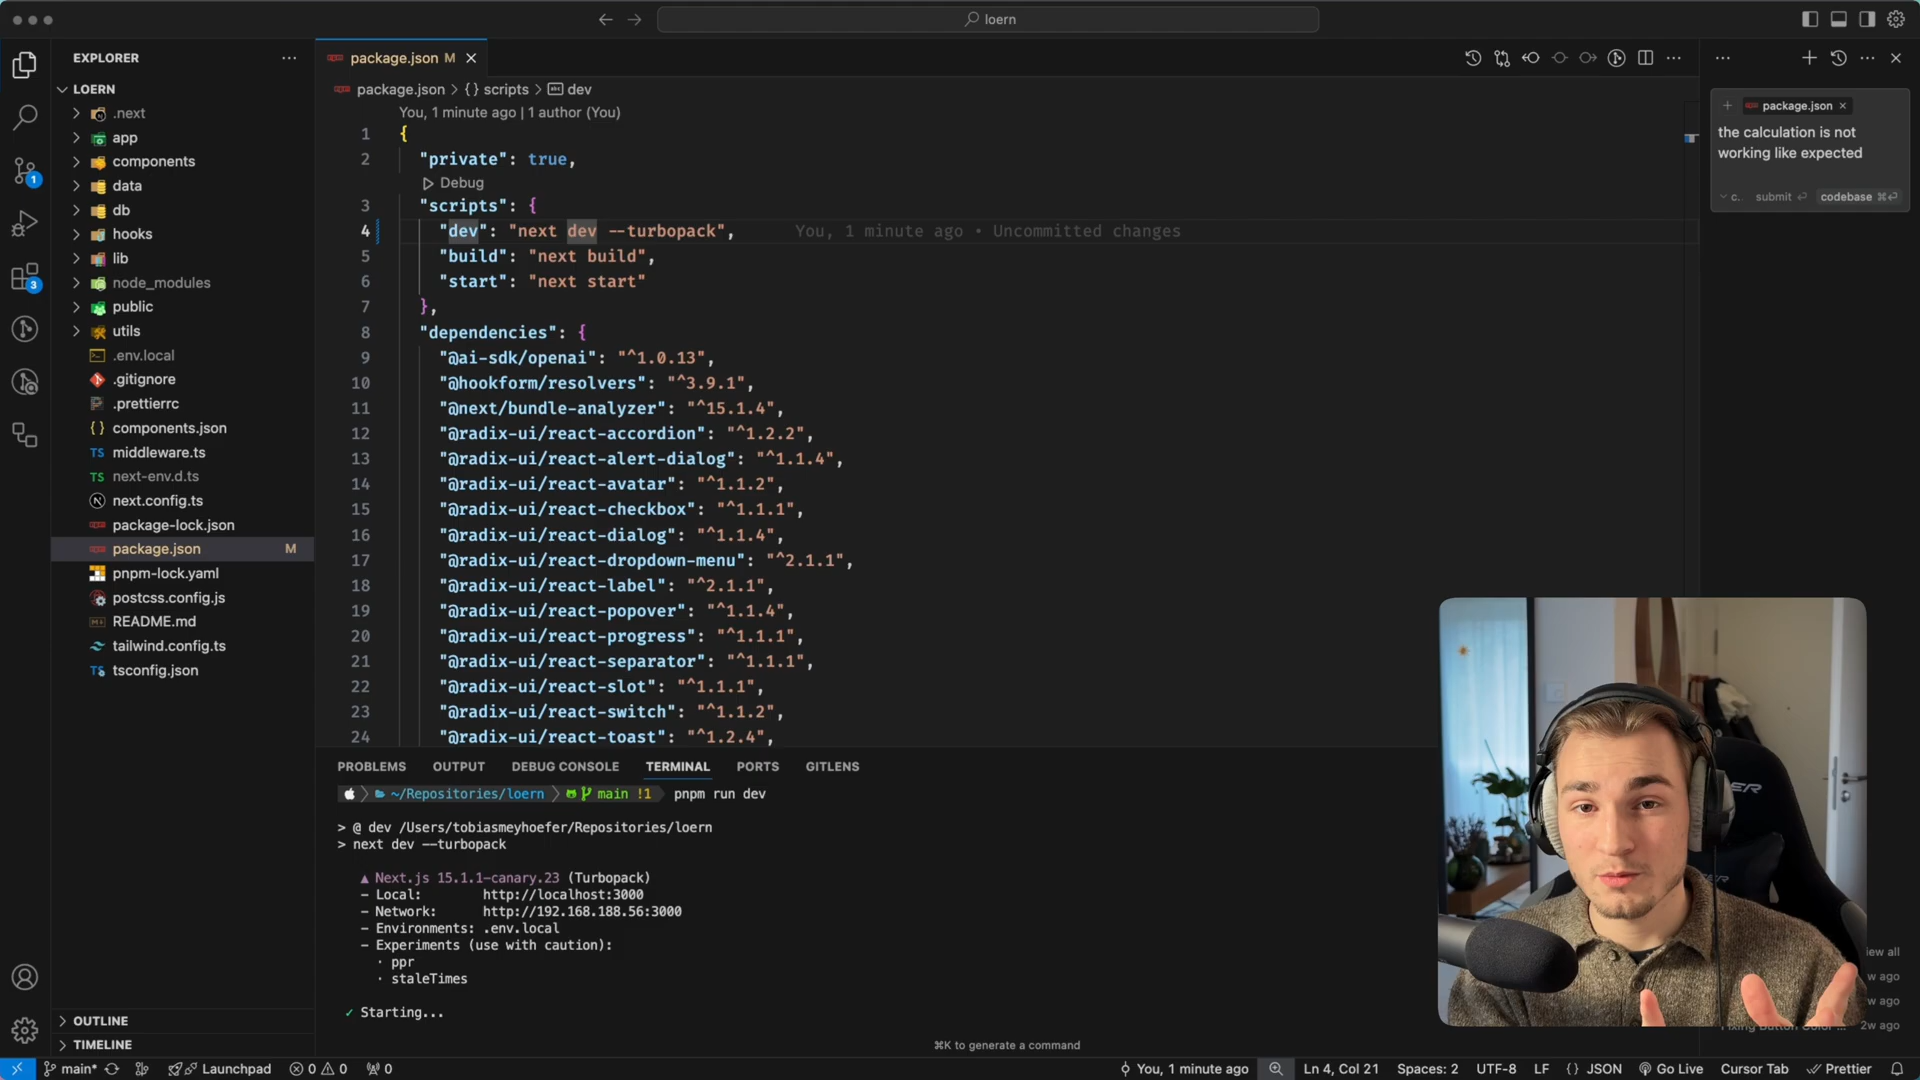 loern
EXPLORER
LOERN
.next
app
components
data
db
hooks
lib
node_modules
public
utils
.env.local
.gitignore
.prettierrc
components.json
middleware.ts
next-env.d.ts
next.config.ts
package-lock.json
package.json M
pnpm-lock.yaml
postcss.config.js
README.md
tailwind.config.ts
tsconfig.json
OUTLINE
TIMELINE
package.json M
package.json > {} scripts > dev
You, 1 minute ago | 1 author (You)
1 {
2 "private": true,
Debug
3 "scripts": {
4 "dev": "next dev --turbopack", You, 1 minute ago • Uncommitted changes
5 "build": "next build",
6 "start": "next start"
7 },
8 "dependencies": {
9 "@ai-sdk/openai": "^1.0.13",
10 "@hookform/resolvers": "^3.9.1",
11 "@next/bundle-analyzer": "^15.1.4",
12 "@radix-ui/react-accordion": "^1.2.2",
13 "@radix-ui/react-alert-dialog": "^1.1.4",
14 "@radix-ui/react-avatar": "^1.1.2",
15 "@radix-ui/react-checkbox": "^1.1.1",
16 "@radix-ui/react-dialog": "^1.1.4",
17 "@radix-ui/react-dropdown-menu": "^2.1.1",
18 "@radix-ui/react-label": "^2.1.1",
19 "@radix-ui/react-popover": "^1.1.4",
20 "@radix-ui/react-progress": "^1.1.1",
21 "@radix-ui/react-separator": "^1.1.1",
22 "@radix-ui/react-slot": "^1.1.1",
23 "@radix-ui/react-switch": "^1.1.2",
24 "@radix-ui/react-toast": "^1.2.4",
PROBLEMS OUTPUT DEBUG CONSOLE TERMINAL PORTS GITLENS
~/Repositories/loern main !1 pnpm run dev
> @ dev /Users/tobiasmeyhoefer/Repositories/loern
> next dev --turbopack
▲ Next.js 15.1.1-canary.23 (Turbopack)
- Local: http://localhost:3000
- Network: http://192.168.188.56:3000
- Environments: .env.local
- Experiments (use with caution):
· ppr
· staleTimes
✓ Starting...
⌘K to generate a command
package.json
the calculation is not
working like expected
c. submit ⏎ codebase ⌘⏎
iew all
w ago
w ago
2w ago
1
3
main* Launchpad 0 0 0 You, 1 minute ago Ln 4, Col 21 Spaces: 2 UTF-8 LF {} JSON Go Live Cursor Tab Prettier